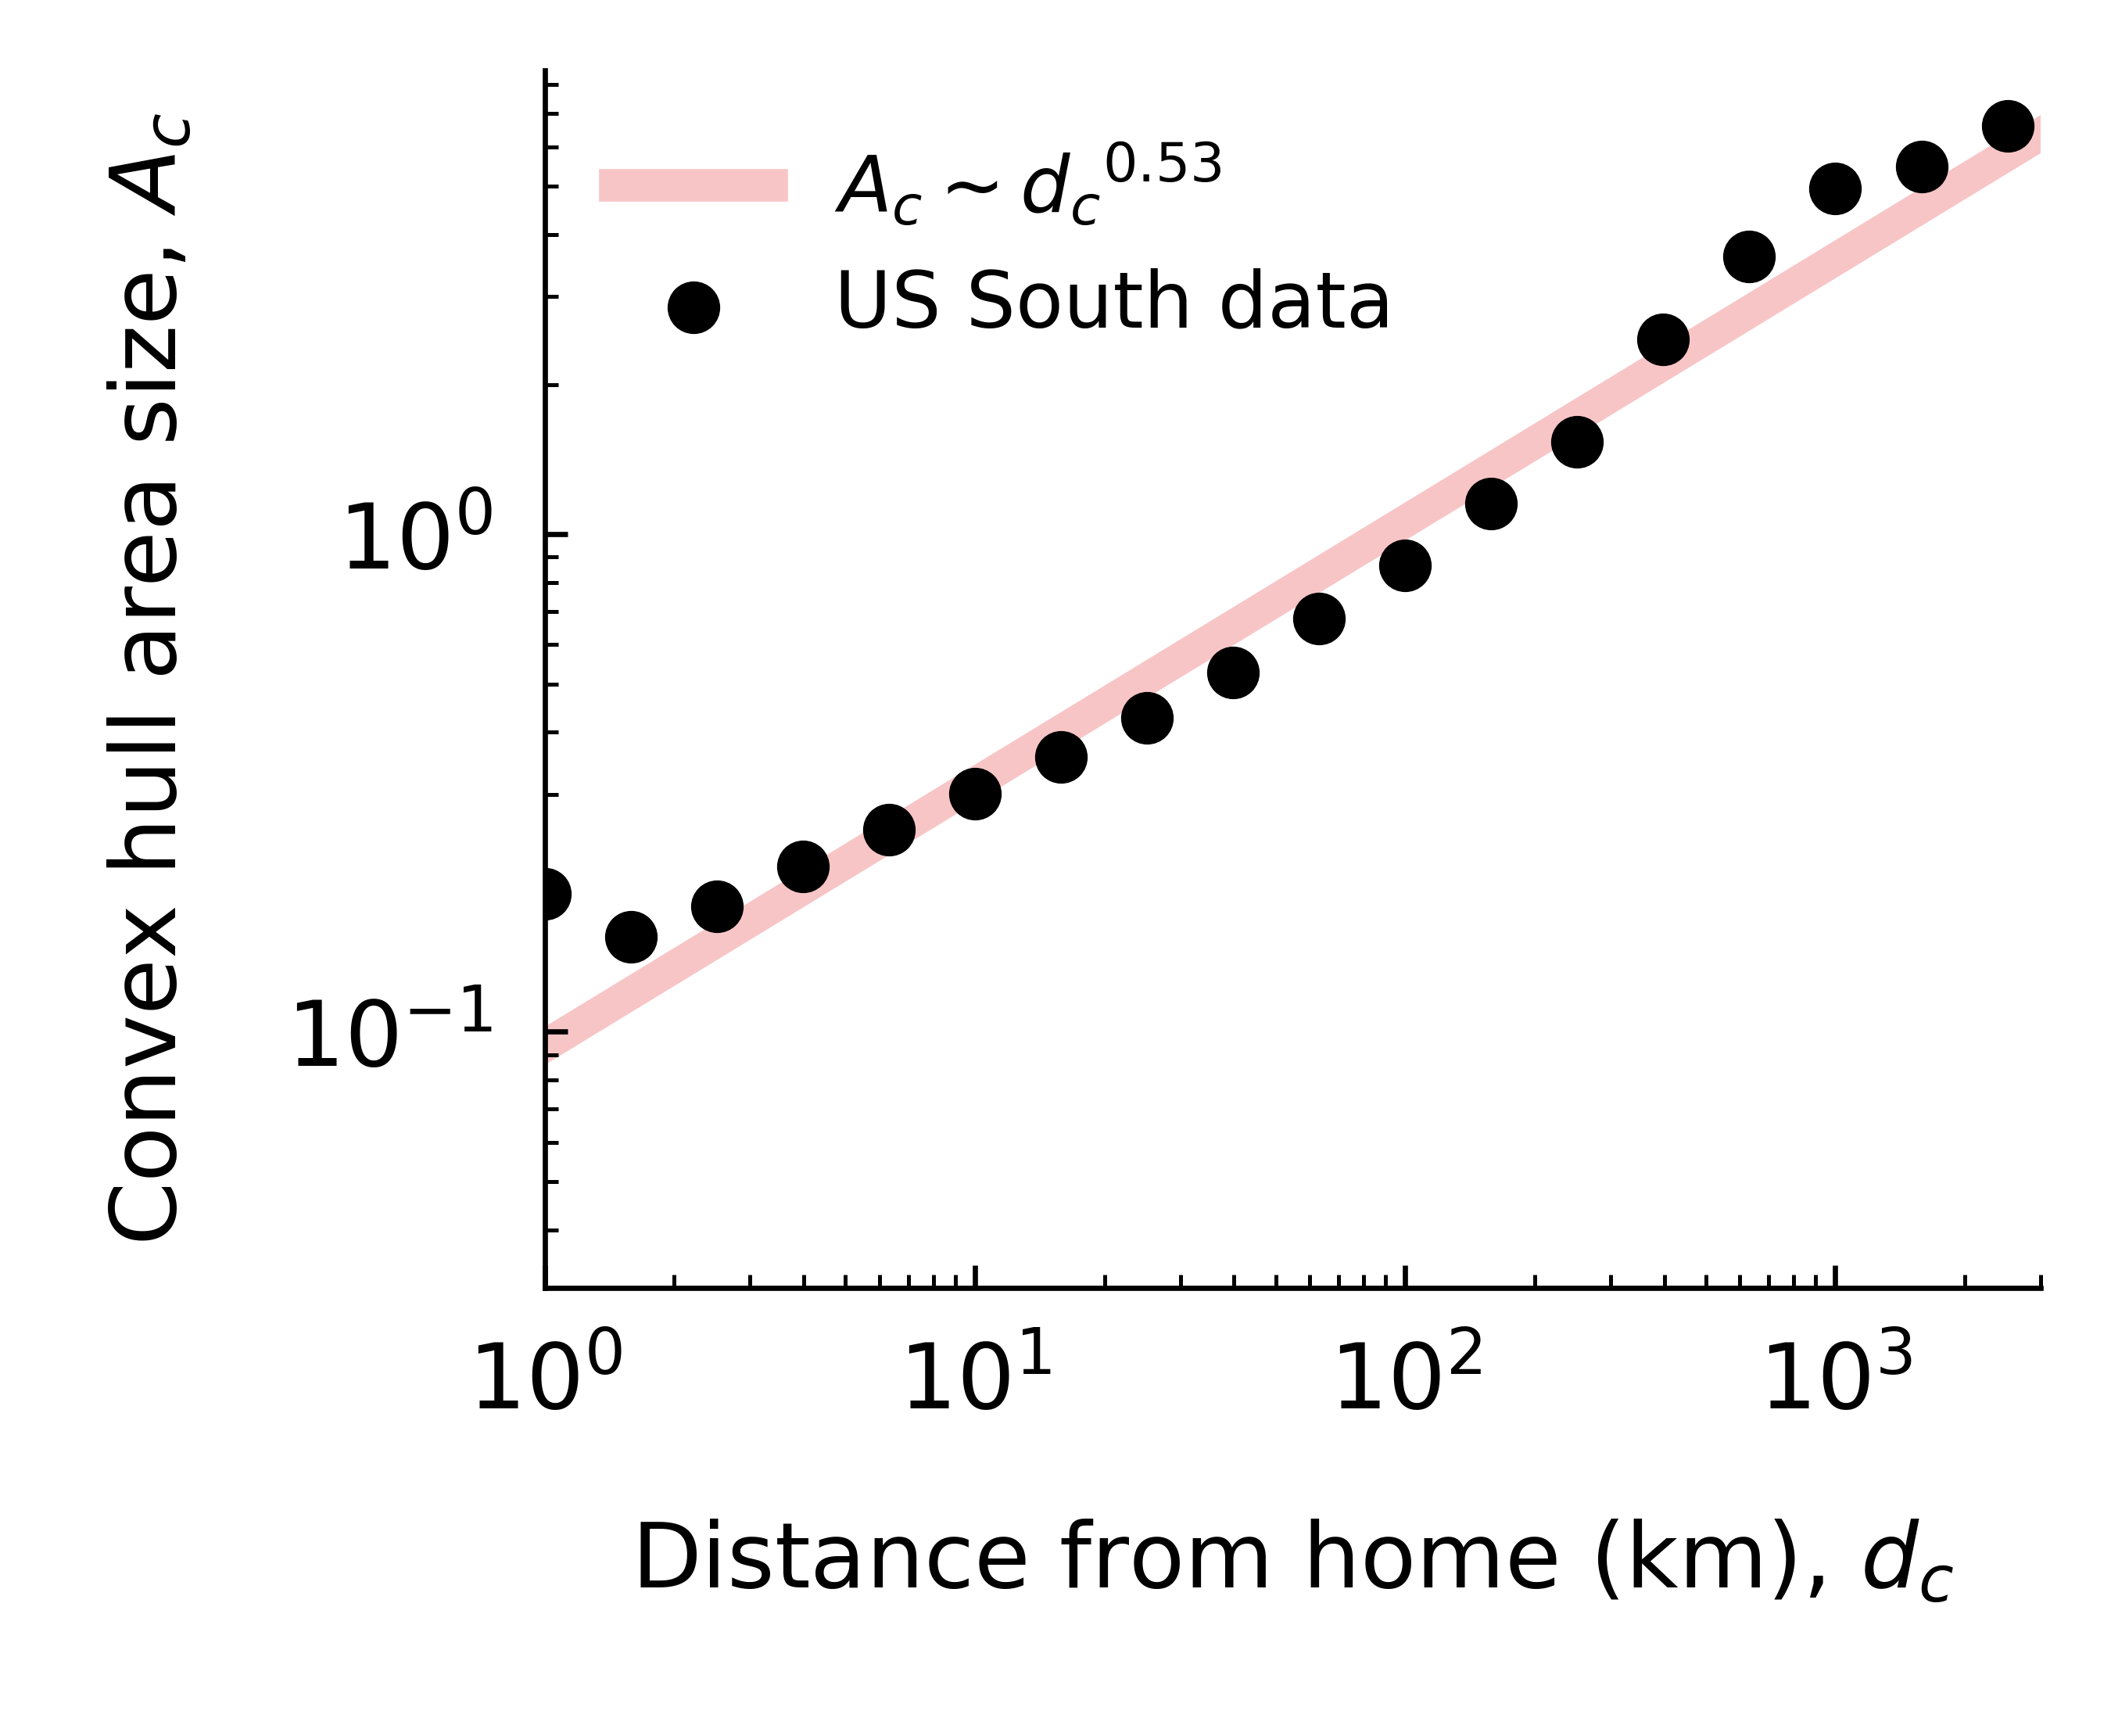 A_c ~ d_c^0.53
US South data
Convex hull area size, A_c
10^0
10^−1
10^0 10^1 10^2 10^3
Distance from home (km), d_c